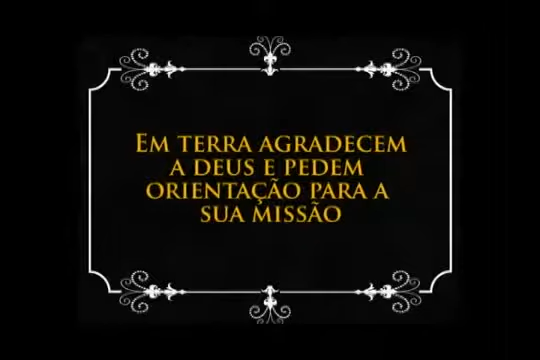 Em terra agradecem
a Deus e pedem
orientação para a
sua missão